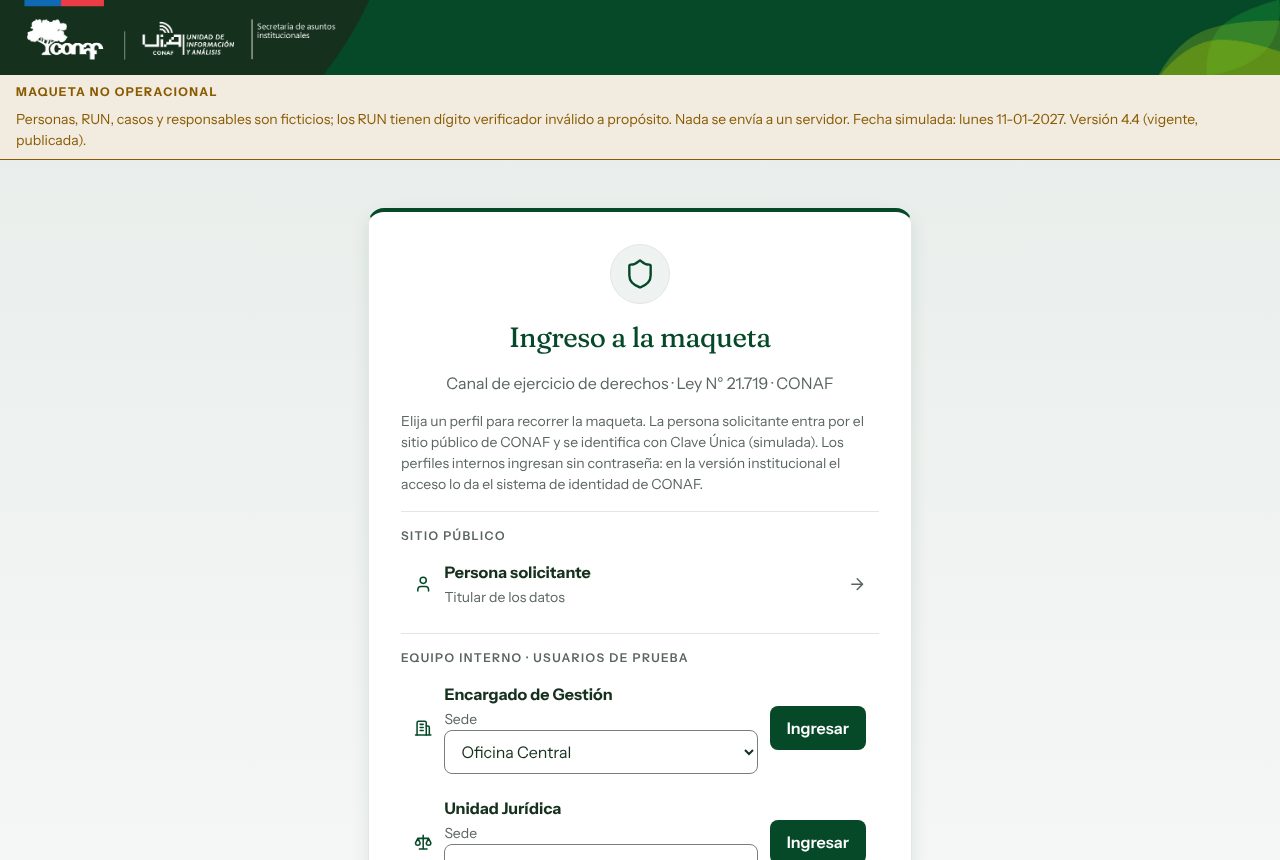 Conaf
UiA
CONAF
UNIDAD DE
INFORMACIÓN
Y ANÁLISIS
Secretaría de asuntos
institucionales
MAQUETA NO OPERACIONAL
Personas, RUN, casos y responsables son ficticios; los RUN tienen dígito verificador inválido a propósito. Nada se envía a un servidor. Fecha simulada: lunes 11-01-2027. Versión 4.4 (vigente,
publicada).
Ingreso a la maqueta
Canal de ejercicio de derechos · Ley N° 21.719 · CONAF
Elija un perfil para recorrer la maqueta. La persona solicitante entra por el
sitio público de CONAF y se identifica con Clave Única (simulada). Los
perfiles internos ingresan sin contraseña: en la versión institucional el
acceso lo da el sistema de identidad de CONAF.
SITIO PÚBLICO
Persona solicitante
Titular de los datos
EQUIPO INTERNO · USUARIOS DE PRUEBA
Encargado de Gestión
Sede
Oficina Central
Ingresar
Unidad Jurídica
Sede
Ingresar